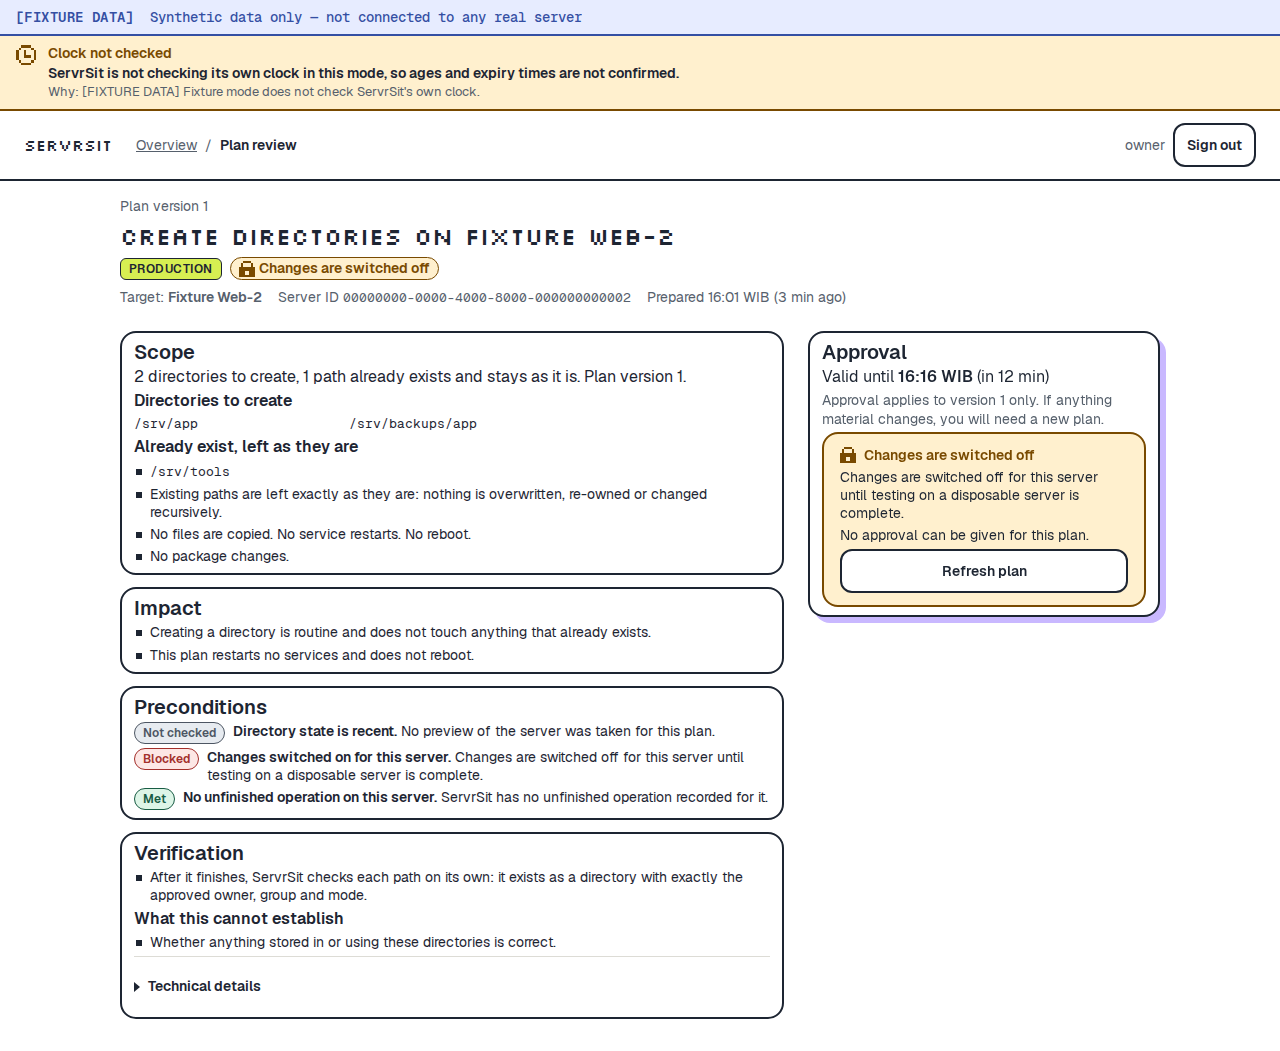 [FIXTURE DATA] Synthetic data only — not connected to any real server
Clock not checked
ServrSit is not checking its own clock in this mode, so ages and expiry times are not confirmed.
Why: [FIXTURE DATA] Fixture mode does not check ServrSit's own clock.
SERVRSIT
Overview / Plan review
owner
Sign out
Plan version 1
CREATE DIRECTORIES ON FIXTURE WEB-2
PRODUCTION
Changes are switched off
Target: Fixture Web-2 Server ID 00000000-0000-4000-8000-000000000002 Prepared 16:01 WIB (3 min ago)
Scope
2 directories to create, 1 path already exists and stays as it is. Plan version 1.
Directories to create
/srv/app
/srv/backups/app
Already exist, left as they are
/srv/tools
Existing paths are left exactly as they are: nothing is overwritten, re-owned or changed
recursively.
No files are copied. No service restarts. No reboot.
No package changes.
Impact
Creating a directory is routine and does not touch anything that already exists.
This plan restarts no services and does not reboot.
Preconditions
Not checked Directory state is recent. No preview of the server was taken for this plan.
Blocked Changes switched on for this server. Changes are switched off for this server until
testing on a disposable server is complete.
Met No unfinished operation on this server. ServrSit has no unfinished operation recorded for it.
Verification
After it finishes, ServrSit checks each path on its own: it exists as a directory with exactly the
approved owner, group and mode.
What this cannot establish
Whether anything stored in or using these directories is correct.
Technical details
Approval
Valid until 16:16 WIB (in 12 min)
Approval applies to version 1 only. If anything
material changes, you will need a new plan.
Changes are switched off
Changes are switched off for this server
until testing on a disposable server is
complete.
No approval can be given for this plan.
Refresh plan